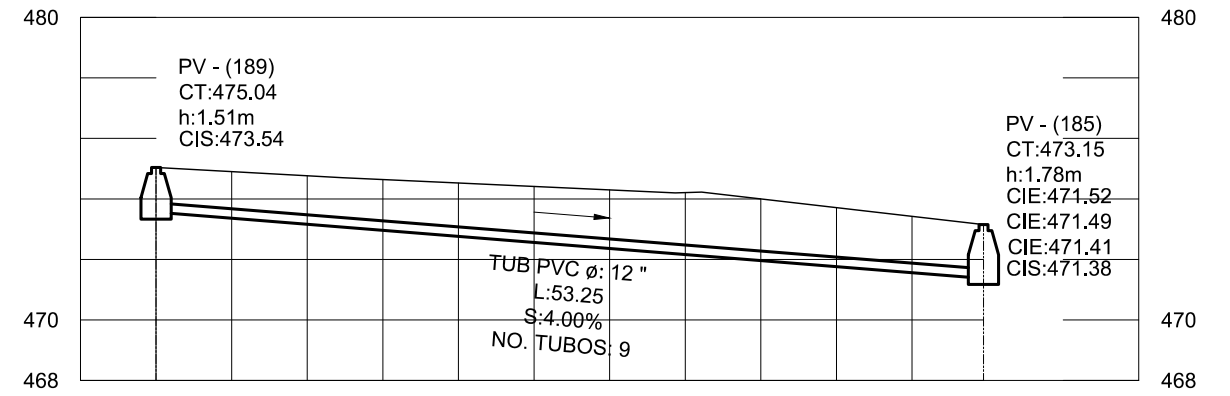 480
480
PV - (189)
CT:475.04
h:1.51m
CIS:473.54
PV - (185)
CT:473.15
h:1.78m
CIE:471.52
CIE:471.49
CIE:471.41
CIS:471.38
TUB PVC ø: 12 "
L:53.25
S:4.00%
NO. TUBOS: 9
470
470
468
468